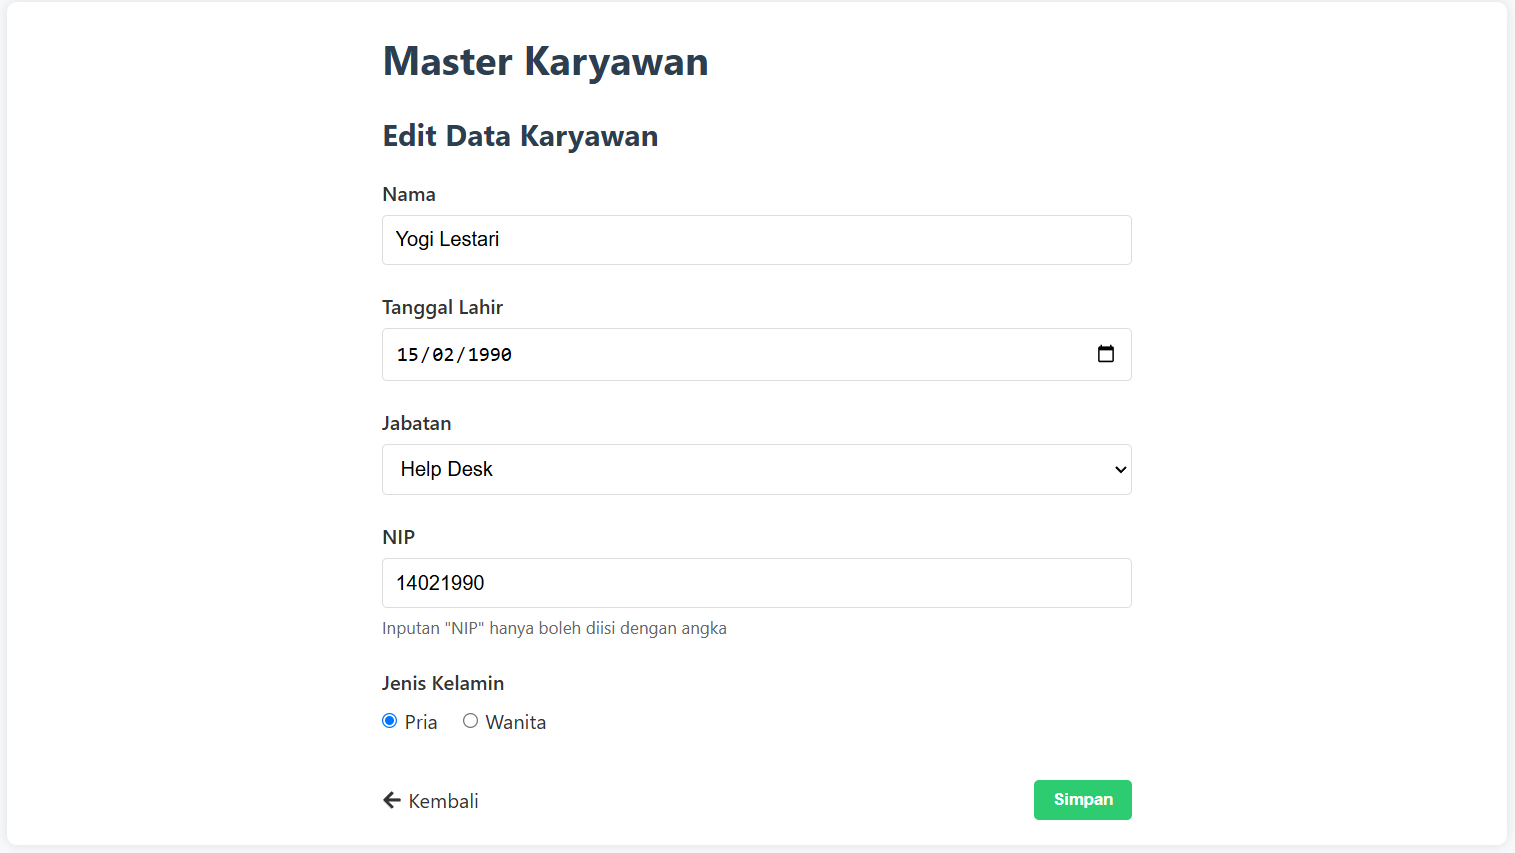 Master Karyawan
Edit Data Karyawan
Nama
Yogi Lestari
Tanggal Lahir
15/02/1990
Jabatan
Help Desk
NIP
14021990
Inputan "NIP" hanya boleh diisi dengan angka
Jenis Kelamin
Pria Wanita
Kembali Simpan